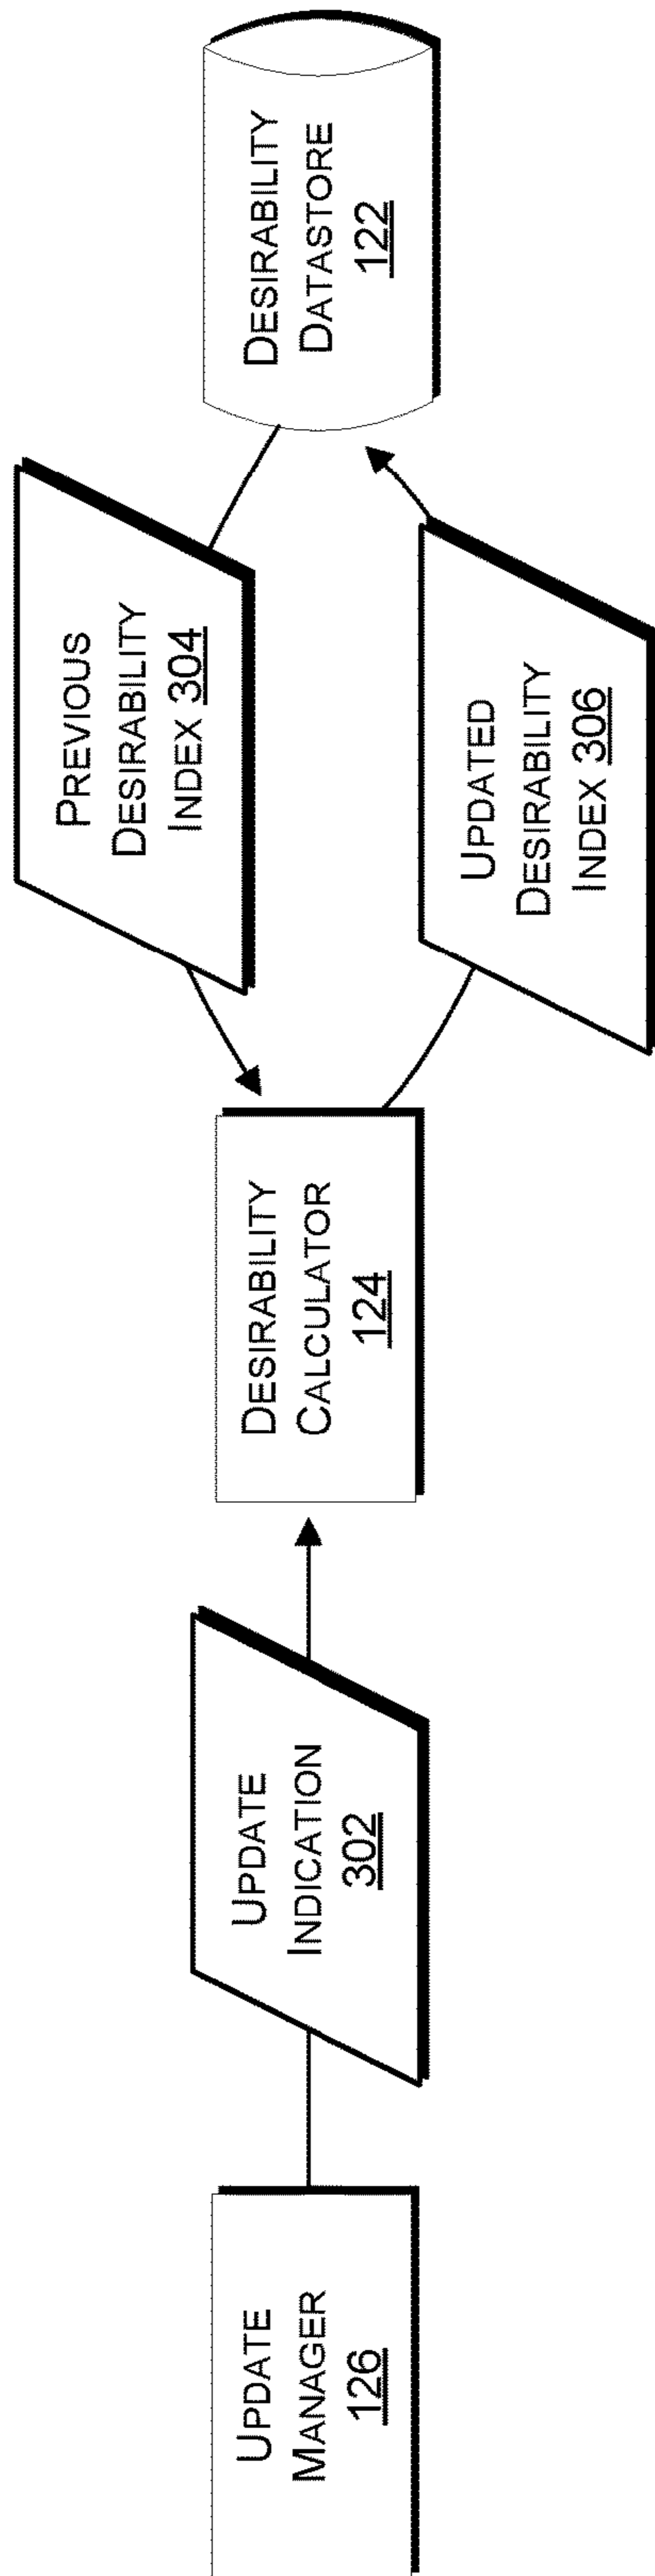 UPDATE
MANAGER
126
UPDATE
INDICATION
302
DESIRABILITY
CALCULATOR
124
PREVIOUS
DESIRABILITY
INDEX 304
UPDATED
DESIRABILITY
INDEX 306
DESIRABILITY
DATASTORE
122